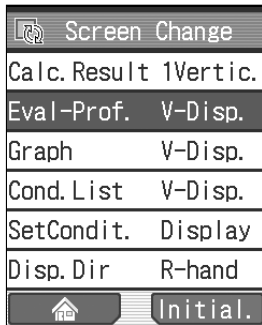 Screen Change
Calc.Result 1Vertic.
Eval-Prof. V-Disp.
Graph V-Disp.
Cond.List V-Disp.
SetCondit. Display
Disp.Dir R-hand
Initial.